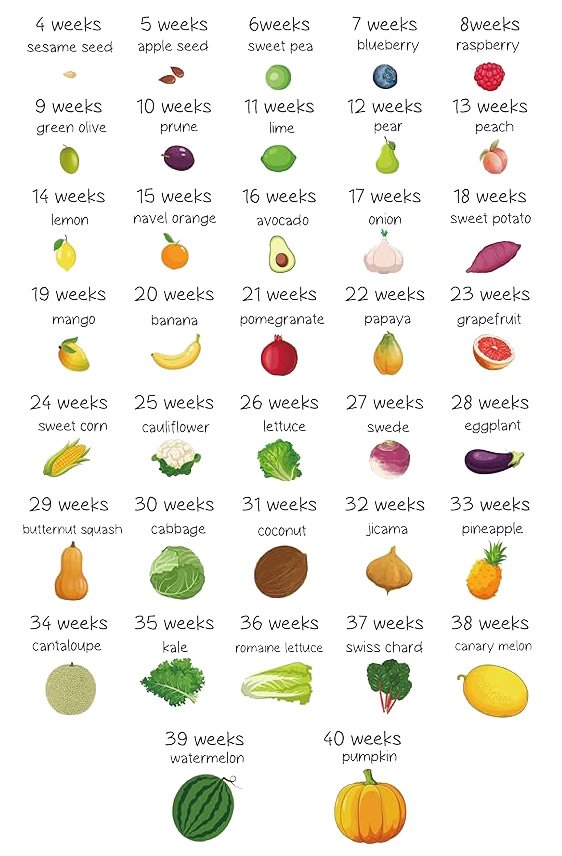 4 weeks
sesame seed
5 weeks
apple seed
6weeks
sweet pea
7 weeks
blueberry
8weeks
raspberry
9 weeks
green olive
10 weeks
prune
11 weeks
lime
12 weeks
pear
13 weeks
peach
14 weeks
lemon
15 weeks
navel orange
16 weeks
avocado
17 weeks
onion
18 weeks
sweet potato
19 weeks
mango
20 weeks
banana
21 weeks
pomegranate
22 weeks
papaya
23 weeks
grapefruit
24 weeks
sweet corn
25 weeks
cauliflower
26 weeks
lettuce
27 weeks
swede
28 weeks
eggplant
29 weeks
butternut squash
30 weeks
cabbage
31 weeks
coconut
32 weeks
jicama
33 weeks
pineapple
34 weeks
cantaloupe
35 weeks
kale
36 weeks
romaine lettuce
37 weeks
swiss chard
38 weeks
canary melon
39 weeks
watermelon
40 weeks
pumpkin